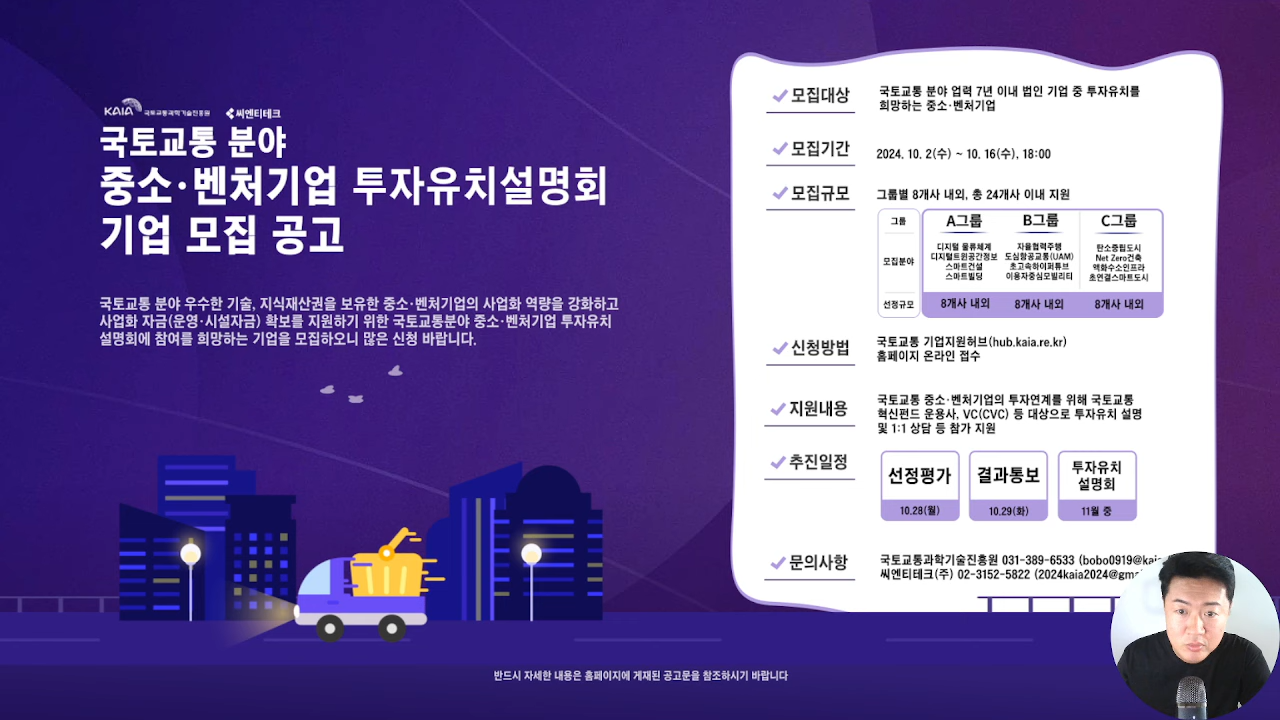 KAIA 국토교통과학기술진흥원 씨엔티테크
국토교통 분야
중소·벤처기업 투자유치설명회
기업 모집 공고
국토교통 분야 우수한 기술, 지식재산권을 보유한 중소·벤처기업의 사업화 역량을 강화하고
사업화 자금(운영·시설자금) 확보를 지원하기 위한 국토교통분야 중소·벤처기업 투자유치
설명회에 참여를 희망하는 기업을 모집하오니 많은 신청 바랍니다.
모집대상
국토교통 분야 업력 7년 이내 법인 기업 중 투자유치를
희망하는 중소·벤처기업
모집기간
2024. 10. 2(수) ~ 10. 16(수), 18:00
모집규모
그룹별 8개사 내외, 총 24개사 이내 지원
그룹 A그룹 B그룹 C그룹
모집분야
디지털 물류체계
디지털트윈공간정보
스마트건설
스마트빌딩
자율협력주행
도심항공교통(UAM)
초고속하이퍼튜브
이용자중심모빌리티
탄소중립도시
Net Zero건축
액화수소인프라
초연결스마트도시
선정규모 8개사 내외 8개사 내외 8개사 내외
신청방법
국토교통 기업지원허브(hub.kaia.re.kr)
홈페이지 온라인 접수
지원내용
국토교통 중소·벤처기업의 투자연계를 위해 국토교통
혁신펀드 운용사, VC(CVC) 등 대상으로 투자유치 설명
및 1:1 상담 등 참가 지원
추진일정
선정평가
10.28(월)
결과통보
10.29(화)
투자유치
설명회
11월 중
문의사항
국토교통과학기술진흥원 031-389-6533 (bobo0919@kaia
씨엔티테크(주) 02-3152-5822 (2024kaia2024@gma
반드시 자세한 내용은 홈페이지에 게재된 공고문을 참조하시기 바랍니다